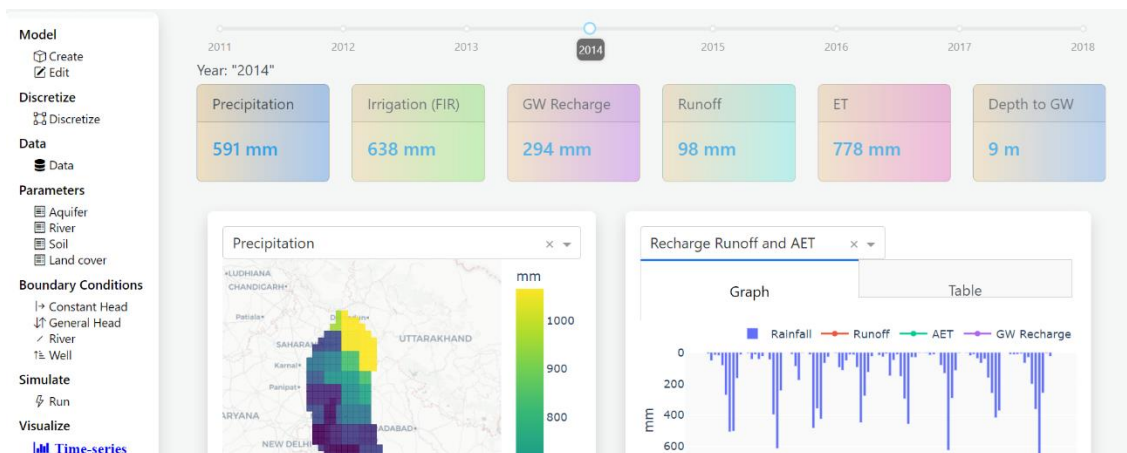 Model
Create
Edit
Discretize
Discretize
Data
Data
Parameters
Aquifer
River
Soil
Land cover
Boundary Conditions
Constant Head
General Head
River
Well
Simulate
Run
Visualize
Time-series
2011 2012 2013 2014 2015 2016 2017 2018
Year: "2014"
Precipitation Irrigation (FIR) GW Recharge Runoff ET Depth to GW
591 mm 638 mm 294 mm 98 mm 778 mm 9 m
Precipitation
LUDHIANA
CHANDIGARH
Patiala
UTTARAKHAND
Karnal
Panipat
ARYANA
NEW DELHI
mm
1000
900
800
Recharge Runoff and AET
Graph Table
Rainfall Runoff AET GW Recharge
0
200
400
600
mm